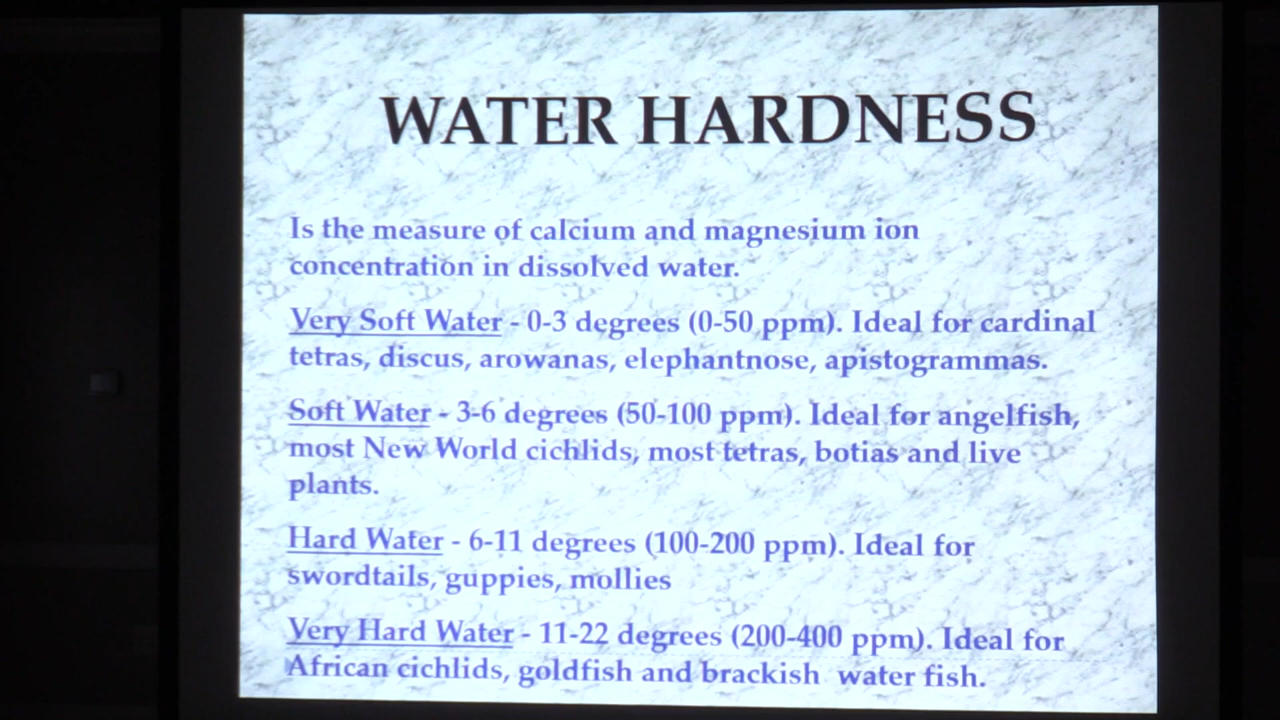 WATER HARDNESS
Is the measure of calcium and magnesium ion
concentration in dissolved water.
Very Soft Water - 0-3 degrees (0-50 ppm). Ideal for cardinal
tetras, discus, arowanas, elephantnose, apistogrammas.
Soft Water - 3-6 degrees (50-100 ppm). Ideal for angelfish,
most New World cichlids, most tetras, botias and live
plants.
Hard Water - 6-11 degrees (100-200 ppm). Ideal for
swordtails, guppies, mollies
Very Hard Water - 11-22 degrees (200-400 ppm). Ideal for
African cichlids, goldfish and brackish water fish.